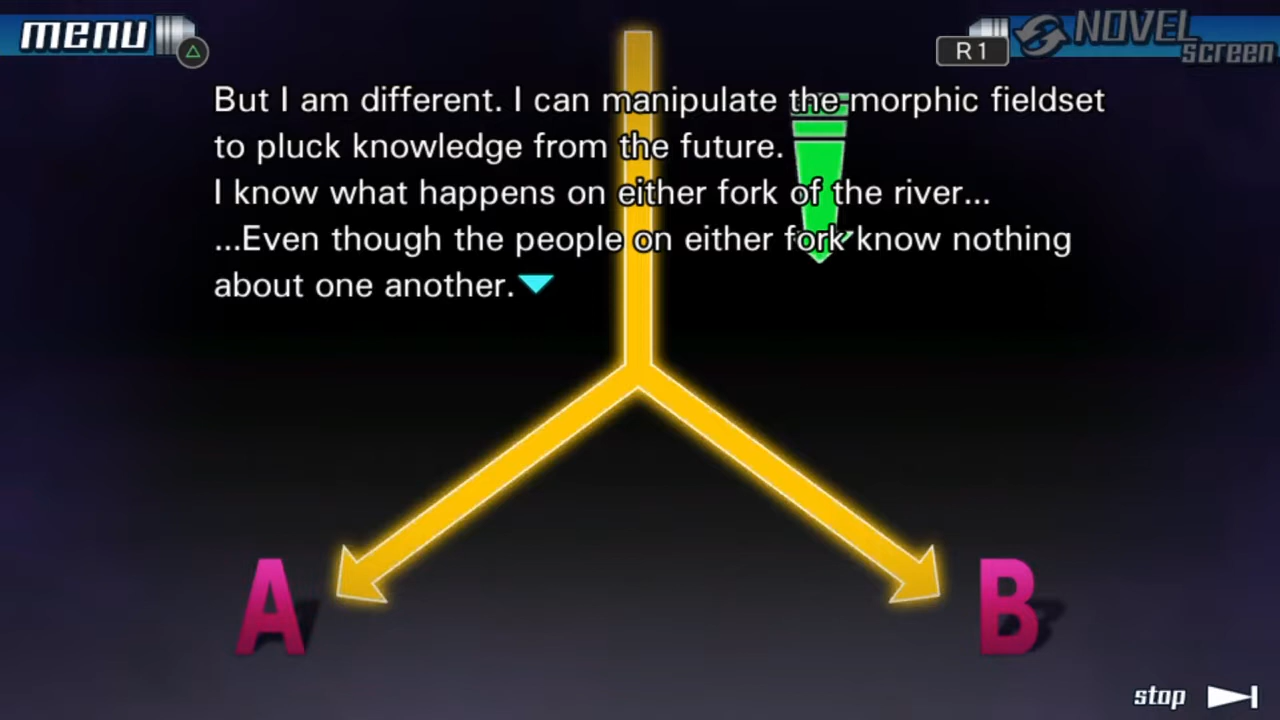 menu
R1
NOVEL
screen
But I am different. I can manipulate the morphic fieldset
to pluck knowledge from the future.
I know what happens on either fork of the river...
...Even though the people on either fork know nothing
about one another.
A
B
stop